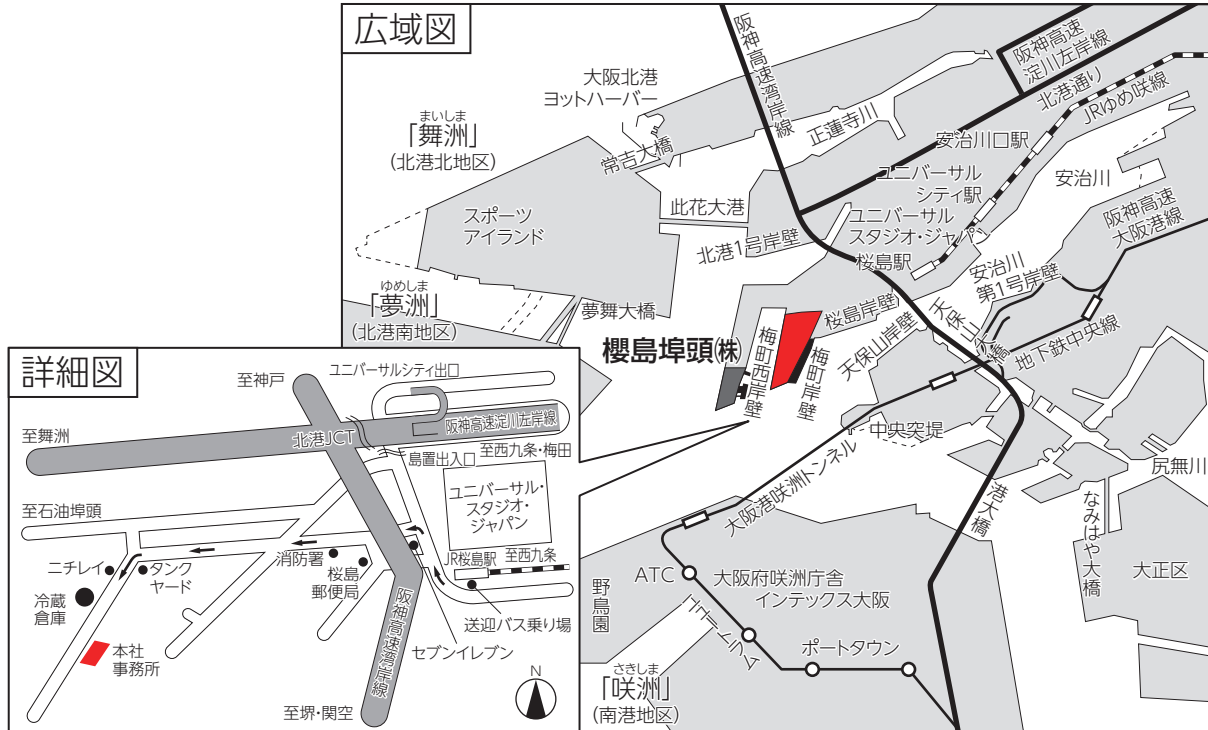 広域図
阪神高速湾岸線
阪神高速
淀川左岸線
北港通り
JRゆめ咲線
大阪北港
ヨットハーバー
まいしま
「舞洲」
(北港北地区)
常吉大橋
正蓮寺川
安治川口駅
ユニバーサル
シティ駅
安治川
スポーツ
アイランド
此花大港
ユニバーサル
スタジオ・ジャパン
阪神高速
大阪港線
北港1号岸壁
桜島駅
安治川
第1号岸壁
ゆめしま
「夢洲」
(北港南地区)
夢舞大橋
桜島岸壁
天保山大橋
櫻島埠頭㈱
梅町西岸壁
梅町岸壁
天保山岸壁
地下鉄中央線
中央突堤
尻無川
大阪港咲洲トンネル
港大橋
なみはや大橋
大正区
ATC
大阪府咲洲庁舎
インテックス大阪
野鳥園
ニュートラム
ポートタウン
さきしま
「咲洲」
(南港地区)
詳細図
至神戸
ユニバーサルシティ出口
阪神高速淀川左岸線
至舞洲
北港JCT
島置出入口
至西九条・梅田
ユニバーサル・
スタジオ・
ジャパン
至石油埠頭
消防署
JR桜島駅
至西九条
ニチレイ
タンク
ヤード
桜島
郵便局
冷蔵
倉庫
送迎バス乗り場
本社
事務所
阪神高速湾岸線
セブンイレブン
至堺・関空
N